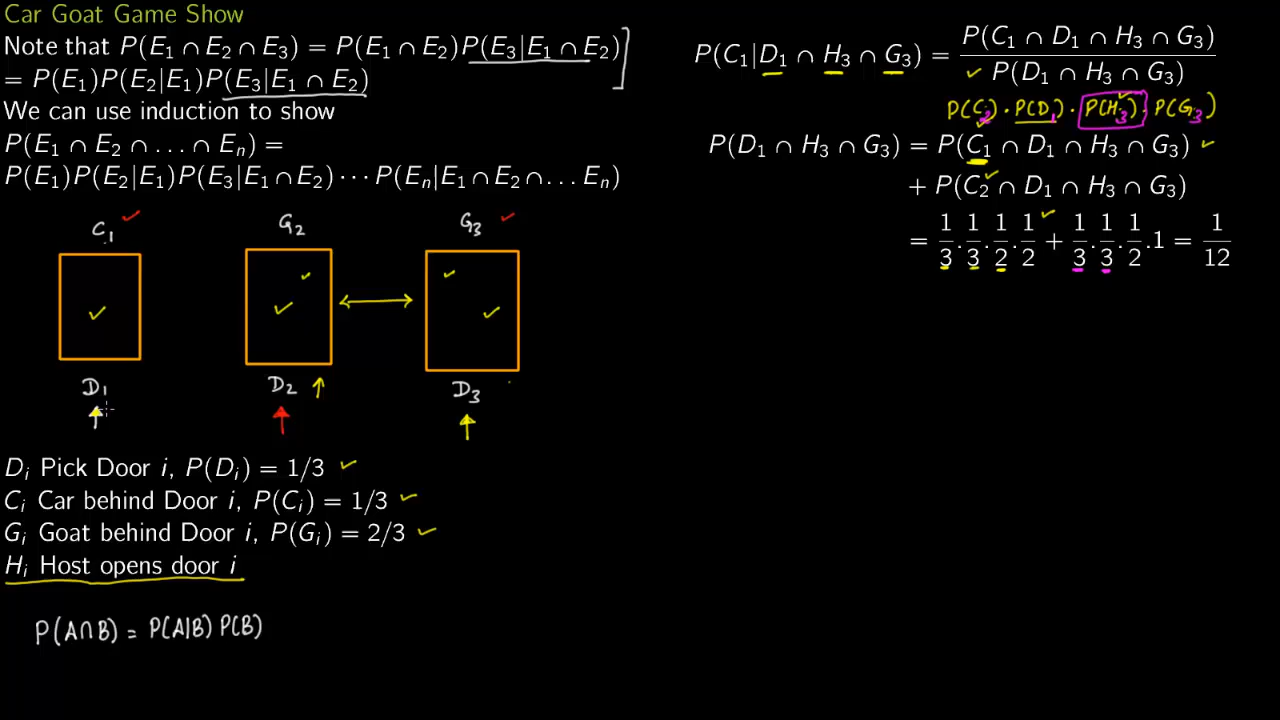 Car Goat Game Show
Note that P(E₁ ∩ E₂ ∩ E₃) = P(E₁ ∩ E₂)P(E₃|E₁ ∩ E₂)
= P(E₁)P(E₂|E₁)P(E₃|E₁ ∩ E₂)
We can use induction to show
P(E₁ ∩ E₂ ∩ … ∩ Eₙ) =
P(E₁)P(E₂|E₁)P(E₃|E₁ ∩ E₂) ⋯ P(Eₙ|E₁ ∩ E₂ ∩ … Eₙ)
C₁ G₂ G₃
D₁ D₂ D₃
Dᵢ Pick Door i, P(Dᵢ) = 1/3
Cᵢ Car behind Door i, P(Cᵢ) = 1/3
Gᵢ Goat behind Door i, P(Gᵢ) = 2/3
Hᵢ Host opens door i
P(A∩B) = P(A|B) P(B)
P(C₁|D₁ ∩ H₃ ∩ G₃) = P(C₁ ∩ D₁ ∩ H₃ ∩ G₃) / P(D₁ ∩ H₃ ∩ G₃)
P(C₂) · P(D₁) · P(H₃) · P(G₃)
P(D₁ ∩ H₃ ∩ G₃) = P(C₁ ∩ D₁ ∩ H₃ ∩ G₃)
+ P(C₂ ∩ D₁ ∩ H₃ ∩ G₃)
= 1/3 . 1/3 . 1/2 . 1/2 + 1/3 . 1/3 . 1/2 .1 = 1/12